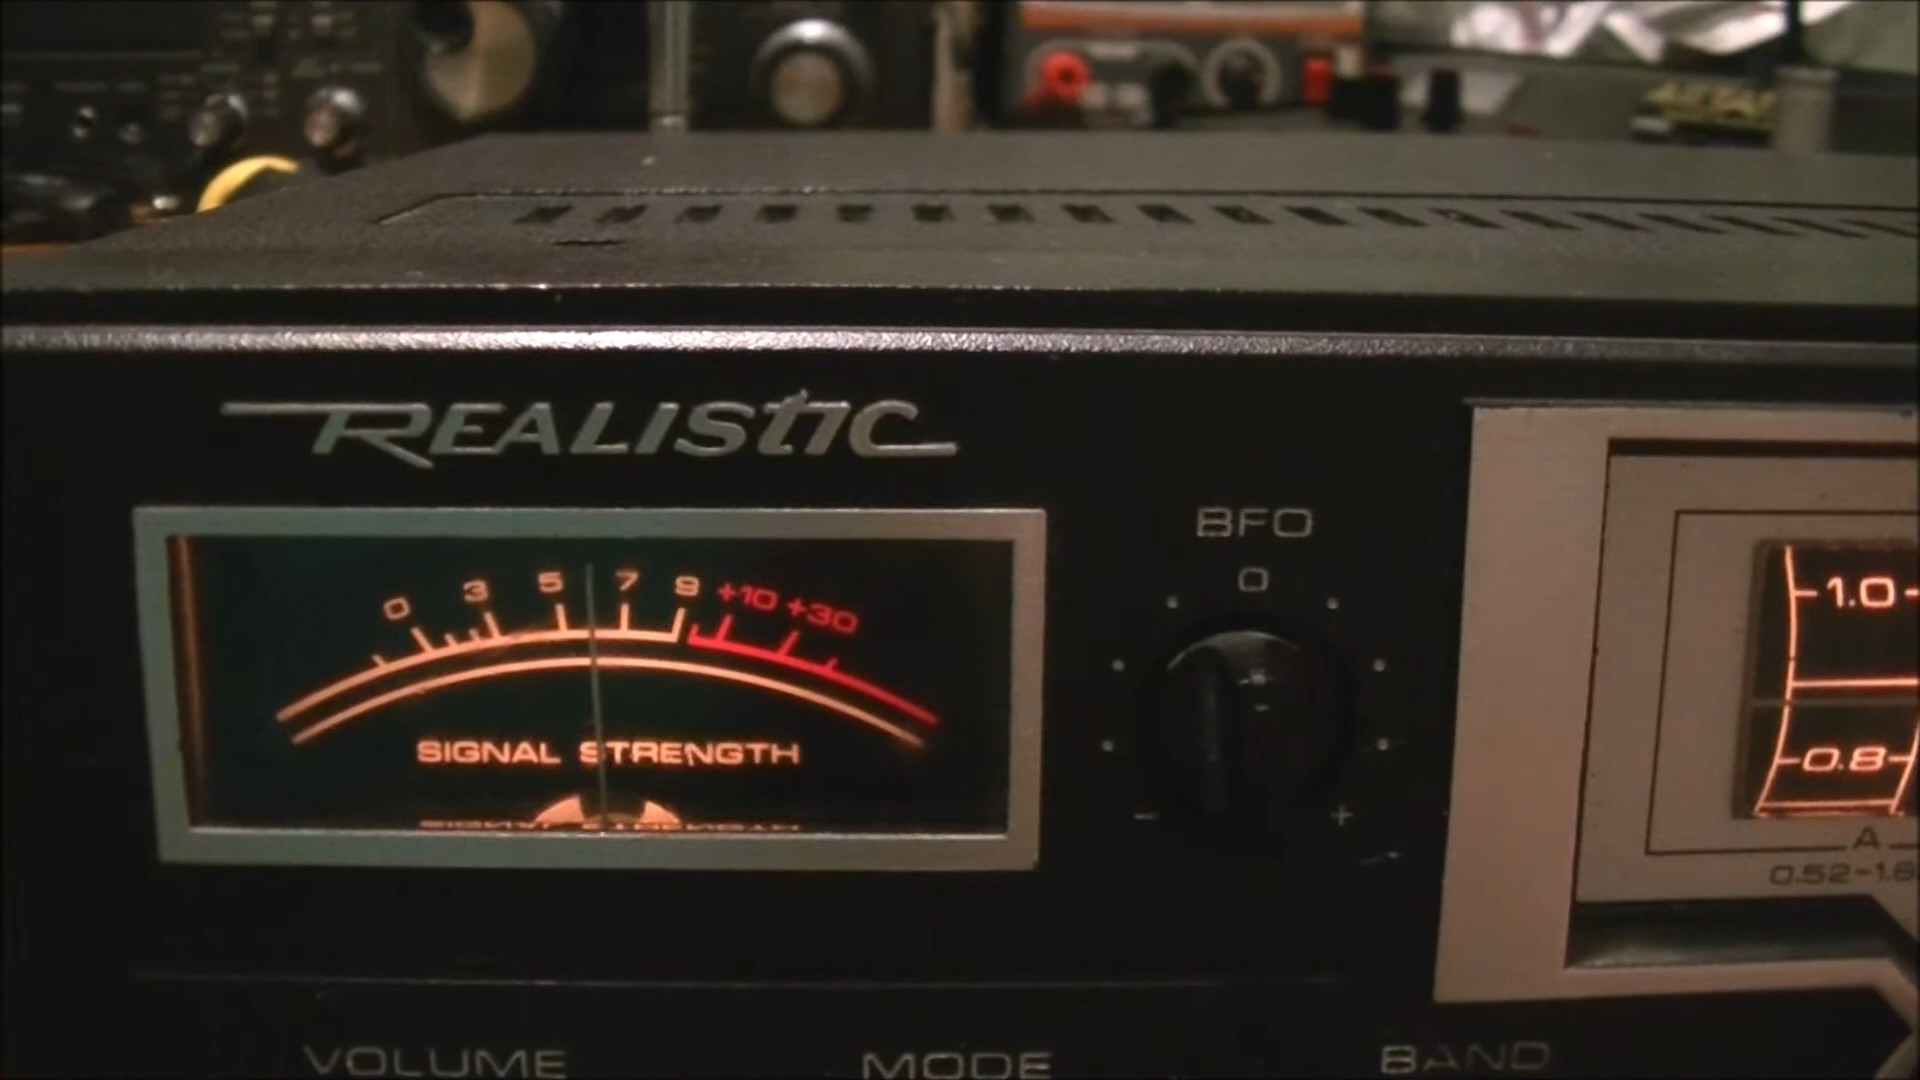 REALISTIC
0 3 5 7 9 +10 +30
SIGNAL STRENGTH
BFO
0
- +
1.0
0.8
A
VOLUME MODE BAND